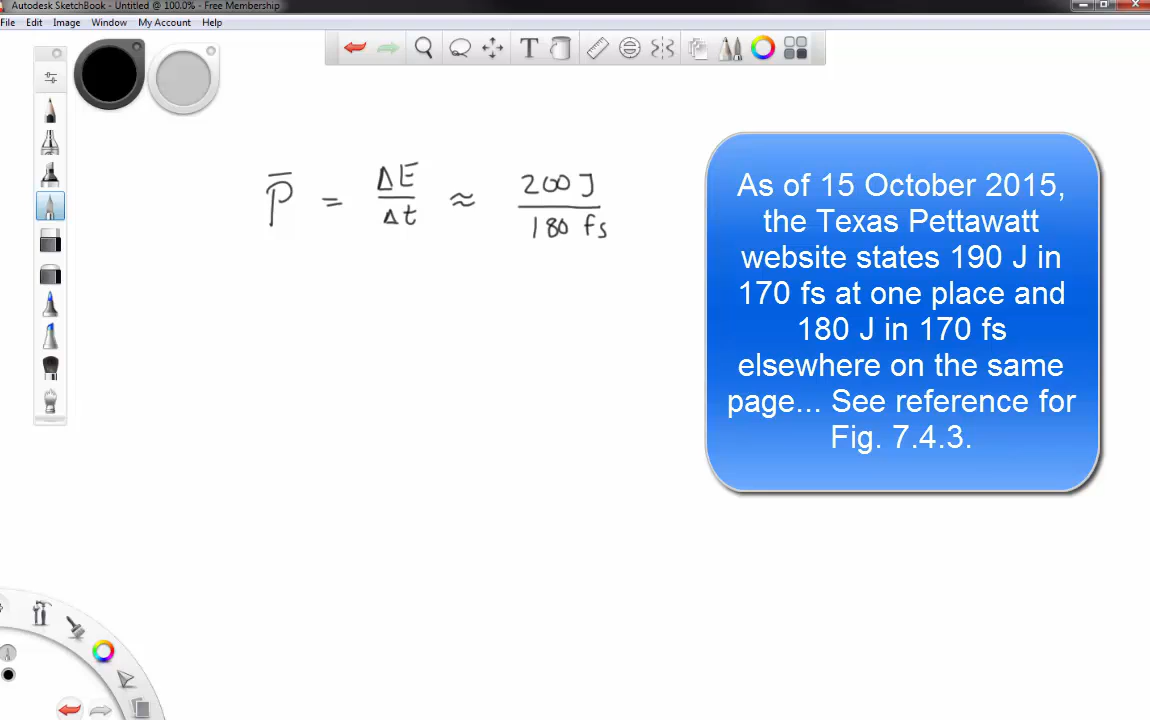 Autodesk SketchBook - Untitled @ 100.0% - Free Membership
File Edit Image Window My Account Help
P̅ = ΔE/Δt ≈ 200 J/180 fs
As of 15 October 2015,
the Texas Pettawatt
website states 190 J in
170 fs at one place and
180 J in 170 fs
elsewhere on the same
page... See reference for
Fig. 7.4.3.